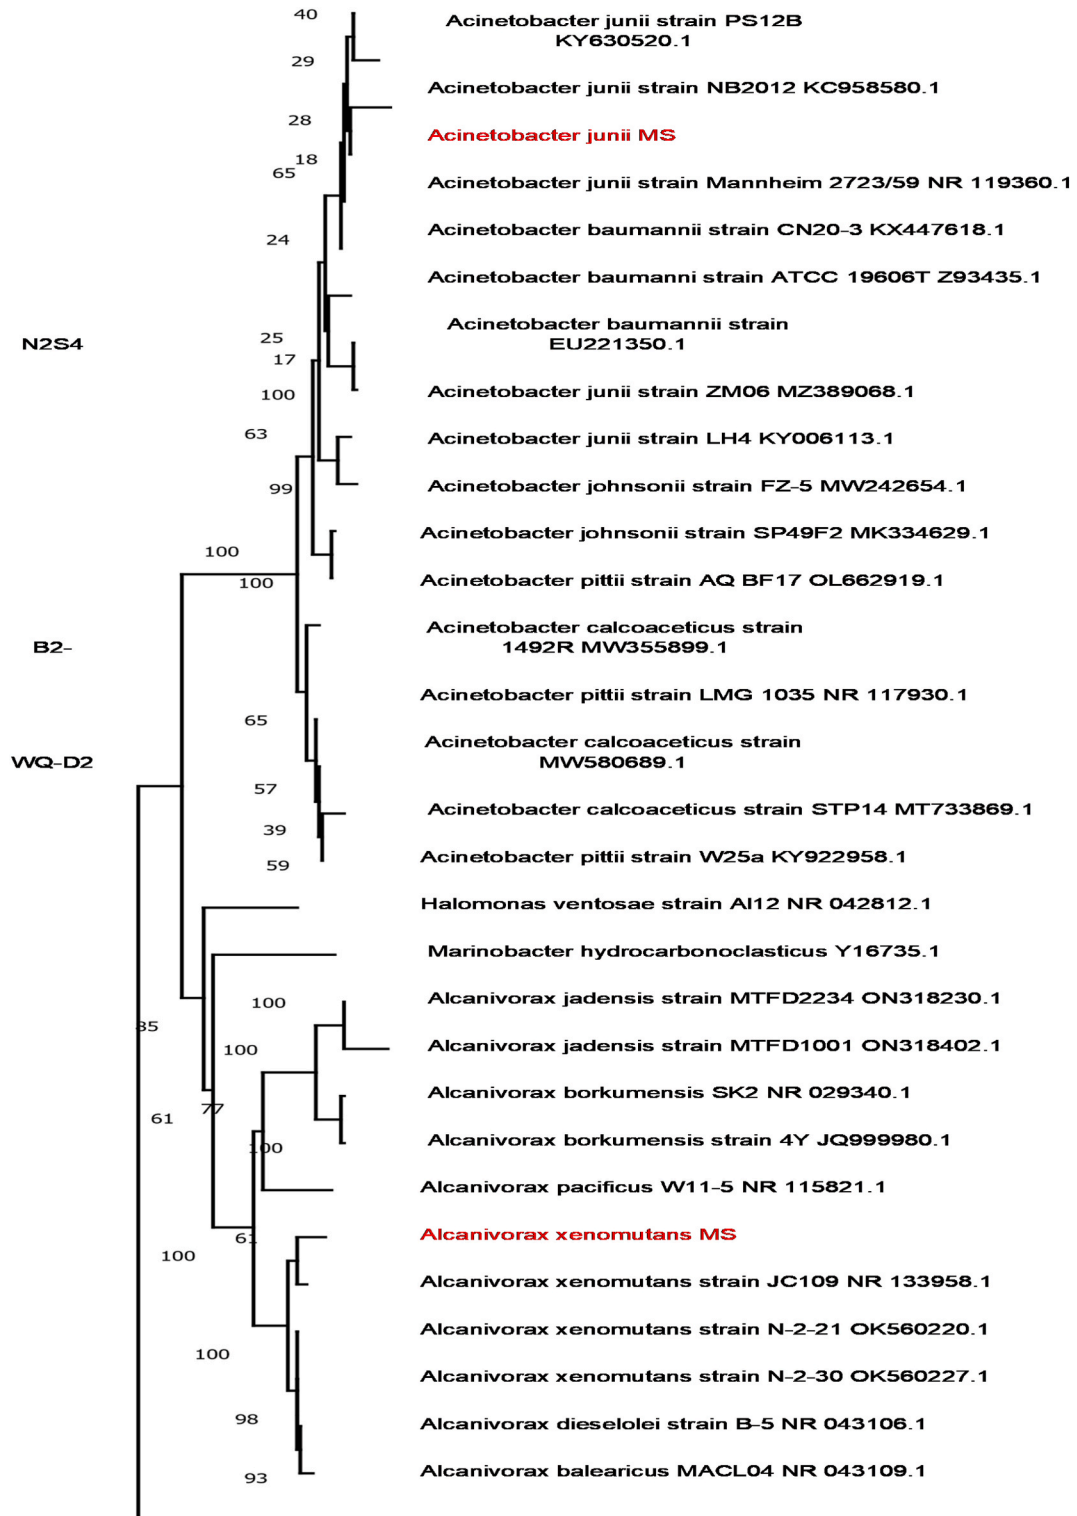 40
Acinetobacter junii strain PS12B
KY630520.1
29
Acinetobacter junii strain NB2012 KC958580.1
28
Acinetobacter junii MS
18
65
Acinetobacter junii strain Mannheim 2723/59 NR 119360.1
24
Acinetobacter baumannii strain CN20-3 KX447618.1
Acinetobacter baumanni strain ATCC 19606T Z93435.1
Acinetobacter baumannii strain
N2S4
25
EU221350.1
17
100
Acinetobacter junii strain ZM06 MZ389068.1
63
Acinetobacter junii strain LH4 KY006113.1
99
Acinetobacter johnsonii strain FZ-5 MW242654.1
Acinetobacter johnsonii strain SP49F2 MK334629.1
100
100
Acinetobacter pittii strain AQ BF17 OL662919.1
Acinetobacter calcoaceticus strain
B2-
1492R MW355899.1
Acinetobacter pittii strain LMG 1035 NR 117930.1
65
Acinetobacter calcoaceticus strain
WQ-D2
MW580689.1
57
Acinetobacter calcoaceticus strain STP14 MT733869.1
39
59
Acinetobacter pittii strain W25a KY922958.1
Halomonas ventosae strain Al12 NR 042812.1
Marinobacter hydrocarbonoclasticus Y16735.1
100
Alcanivorax jadensis strain MTFD2234 ON318230.1
35
100
Alcanivorax jadensis strain MTFD1001 ON318402.1
Alcanivorax borkumensis SK2 NR 029340.1
61
77
100
Alcanivorax borkumensis strain 4Y JQ999980.1
Alcanivorax pacificus W11-5 NR 115821.1
61
Alcanivorax xenomutans MS
100
Alcanivorax xenomutans strain JC109 NR 133958.1
Alcanivorax xenomutans strain N-2-21 OK560220.1
100
Alcanivorax xenomutans strain N-2-30 OK560227.1
98
Alcanivorax dieselolei strain B-5 NR 043106.1
93
Alcanivorax balearicus MACL04 NR 043109.1